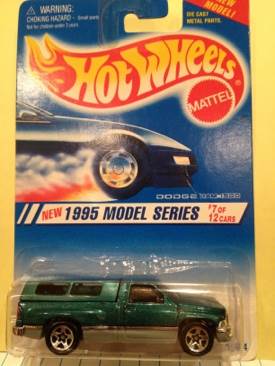 WARNING:
CHOKING HAZARD - Small parts
Not for children under 3 years.
NEW
MODEL!
DIE CAST
METAL PARTS.
HOT WHEELS
MATTEL
DODGE RAM 1500
NEW 1995 MODEL SERIES #7 OF
12 CARS